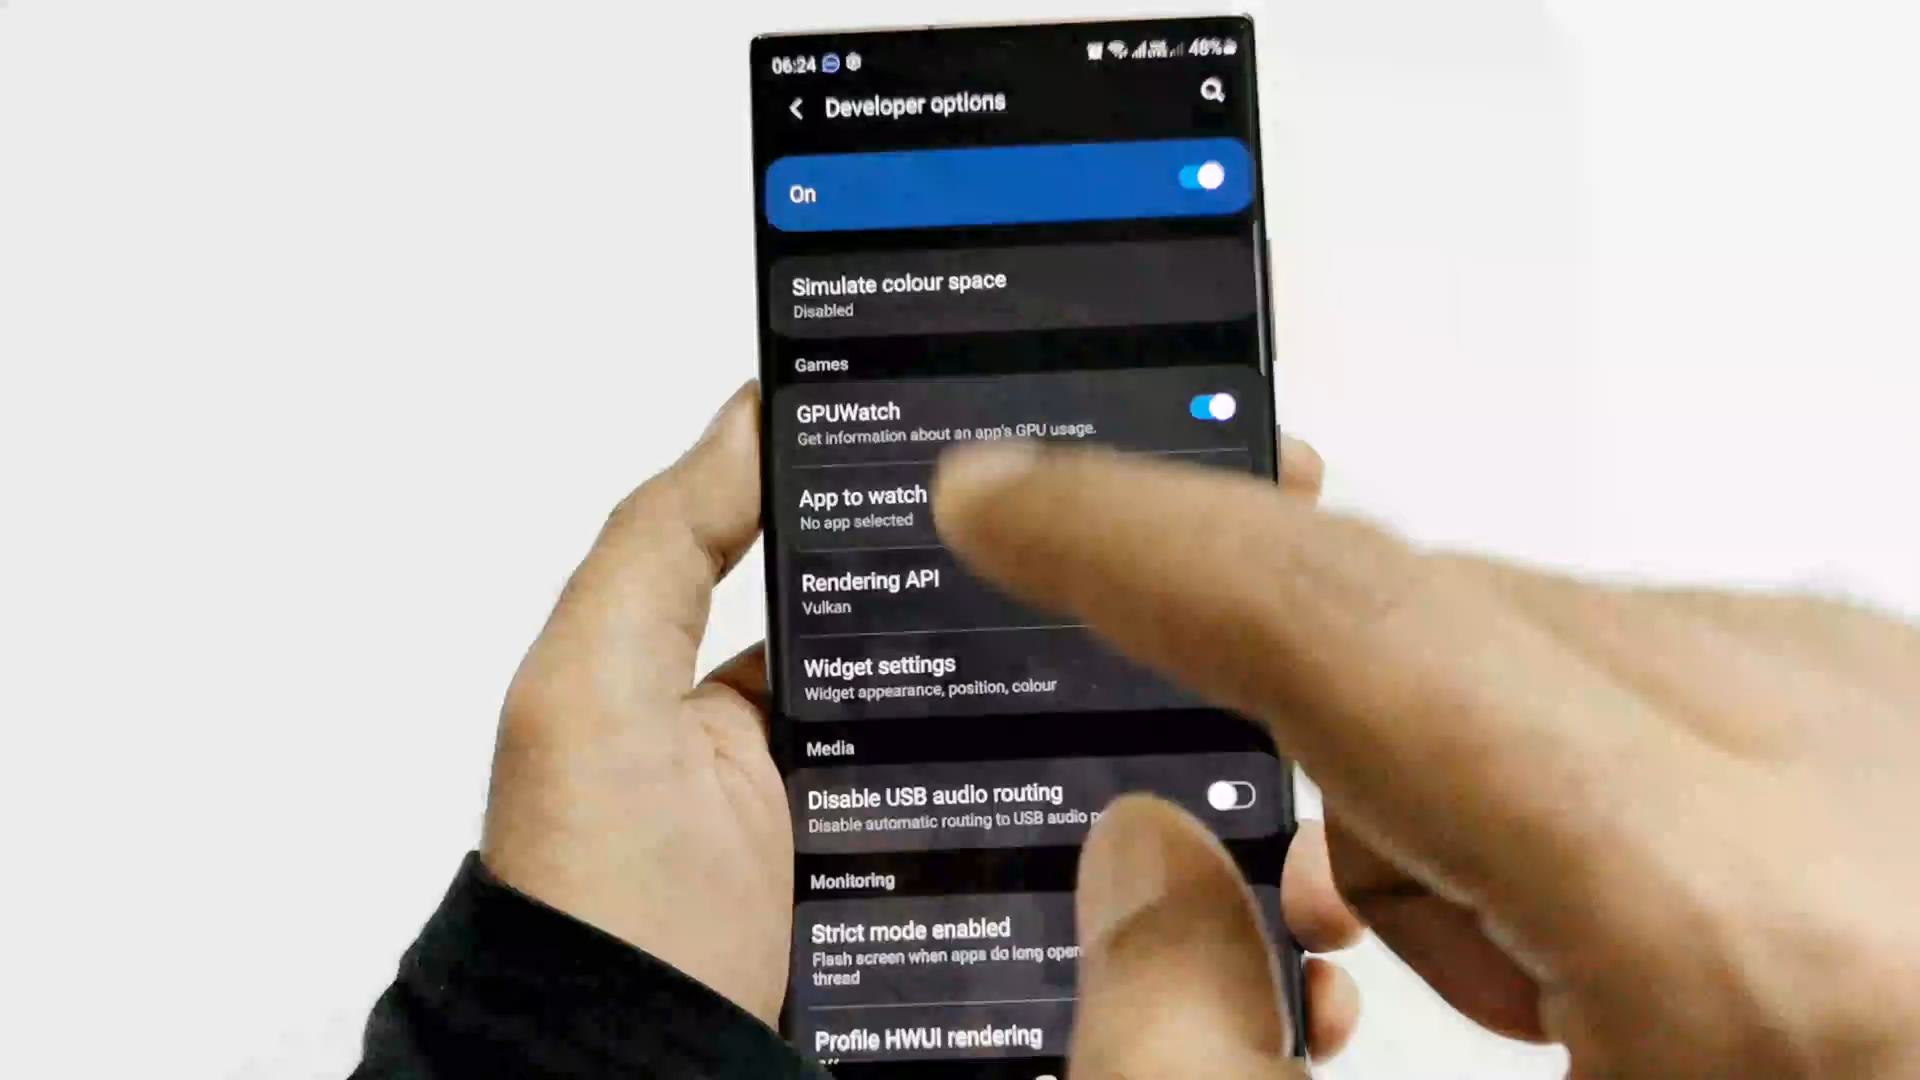 06:24
48%
Developer options
On
Simulate colour space
Disabled
Games
GPUWatch
Get information about an app's GPU usage.
App to watch
No app selected
Rendering API
Vulkan
Widget settings
Widget appearance, position, colour
Media
Disable USB audio routing
Disable automatic routing to USB audio
Monitoring
Strict mode enabled
Flash screen when apps do long
thread
Profile HWUI rendering